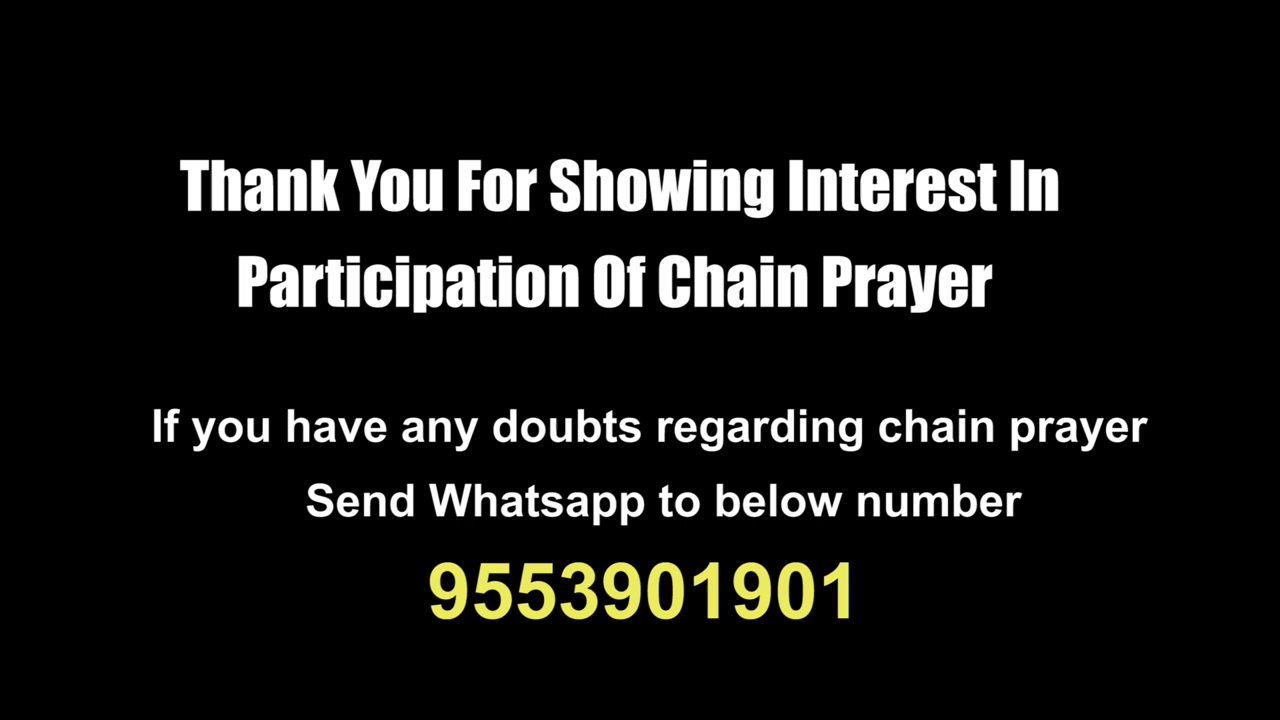 Thank You For Showing Interest In
Participation Of Chain Prayer
If you have any doubts regarding chain prayer
Send Whatsapp to below number
9553901901